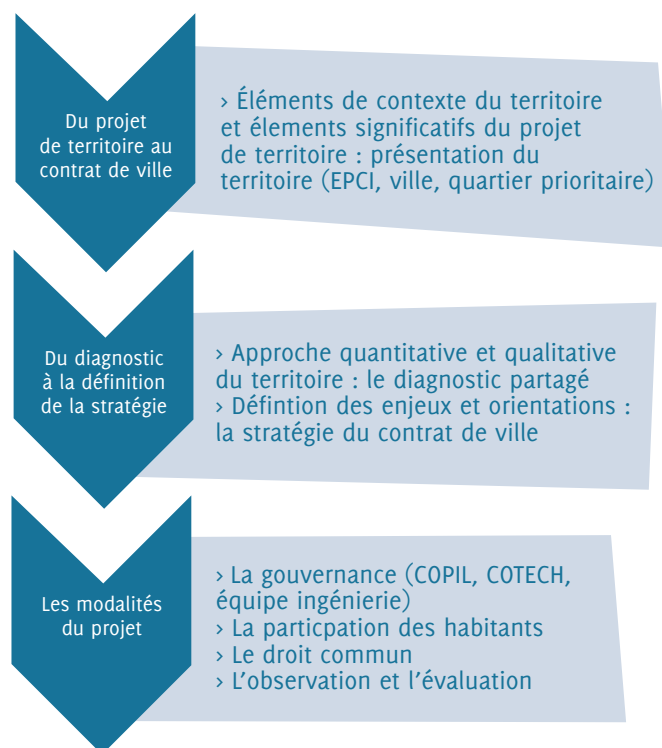 Du projet
de territoire au
contrat de ville
› Éléments de contexte du territoire
et élements significatifs du projet
de territoire : présentation du
territoire (EPCI, ville, quartier prioritaire)
Du diagnostic
à la définition
de la stratégie
› Approche quantitative et qualitative
du territoire : le diagnostic partagé
› Défintion des enjeux et orientations :
la stratégie du contrat de ville
Les modalités
du projet
› La gouvernance (COPIL, COTECH,
équipe ingénierie)
› La particpation des habitants
› Le droit commun
› L’observation et l’évaluation